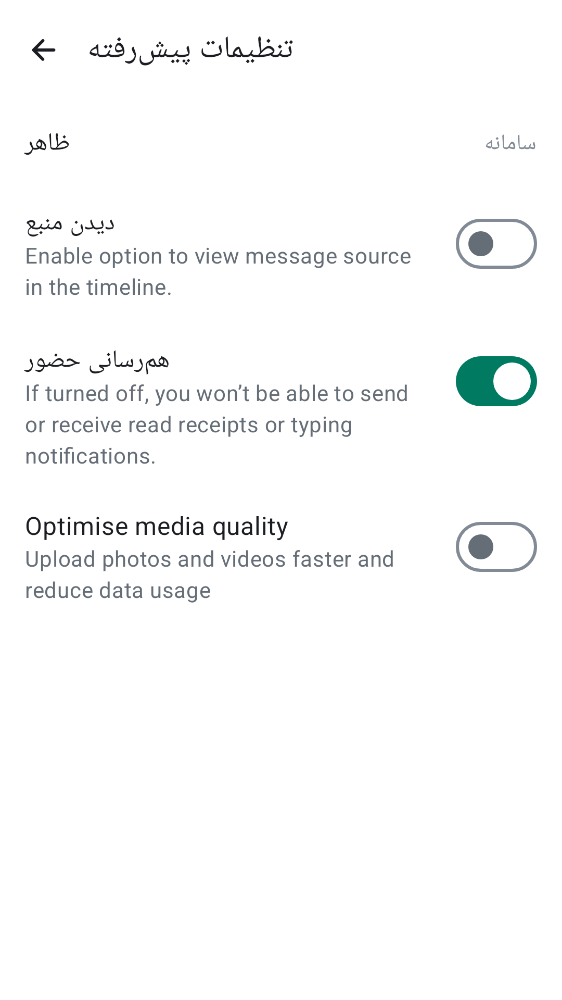 تنظیمات پیش‌رفته
ظاهر
سامانه
دیدن منبع
Enable option to view message source
in the timeline.
هم‌رسانی حضور
If turned off, you won’t be able to send
or receive read receipts or typing
notifications.
Optimise media quality
Upload photos and videos faster and
reduce data usage